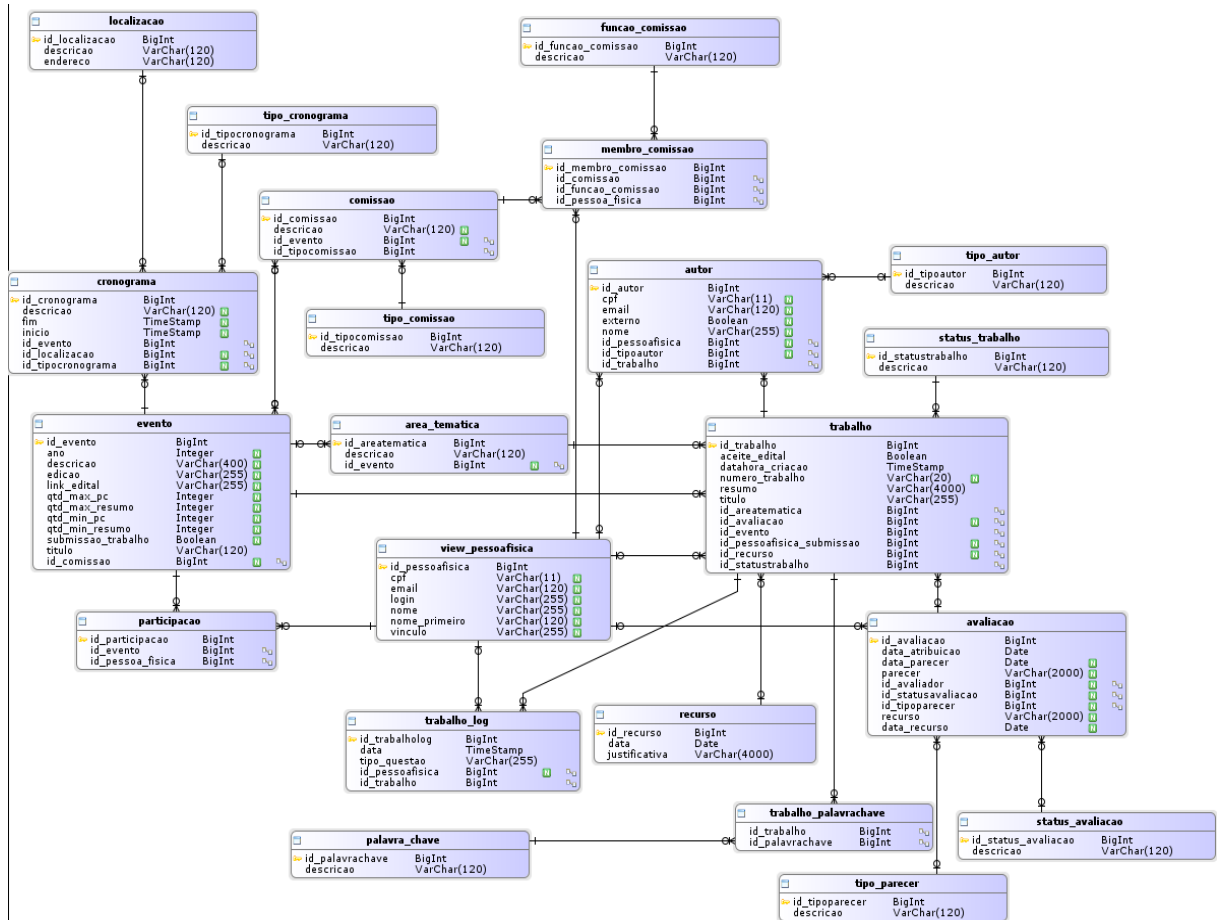 localizacao
id_localizacao BigInt
descricao VarChar(120)
endereco VarChar(120)
funcao_comissao
id_funcao_comissao BigInt
descricao VarChar(120)
tipo_cronograma
id_tipocronograma BigInt
descricao VarChar(120)
membro_comissao
id_membro_comissao BigInt
id_comissao BigInt
id_funcao_comissao BigInt
id_pessoa_fisica BigInt
comissao
id_comissao BigInt
descricao VarChar(120) N
id_evento BigInt N
id_tipocomissao BigInt
cronograma
id_cronograma BigInt
descricao VarChar(120) N
fim TimeStamp N
inicio TimeStamp N
id_evento BigInt
id_localizacao BigInt N
id_tipocronograma BigInt N
tipo_comissao
id_tipocomissao BigInt
descricao VarChar(120)
autor
id_autor BigInt
cpf VarChar(11) N
email VarChar(120) N
externo Boolean N
nome VarChar(255) N
id_pessoafisica BigInt N
id_tipoautor BigInt N
id_trabalho BigInt
tipo_autor
id_tipoautor BigInt
descricao VarChar(120)
status_trabalho
id_statustrabalho BigInt
descricao VarChar(120)
evento
id_evento BigInt
ano Integer N
descricao VarChar(400) N
edicao VarChar(255) N
link_edital VarChar(255) N
qtd_max_pc Integer N
qtd_max_resumo Integer N
qtd_min_pc Integer N
qtd_min_resumo Integer N
submissao_trabalho Boolean N
titulo VarChar(120)
id_comissao BigInt N
area_tematica
id_areatematica BigInt
descricao VarChar(120)
id_evento BigInt N
trabalho
id_trabalho BigInt
aceite_edital Boolean
datahora_criacao TimeStamp
numero_trabalho VarChar(20) N
resumo VarChar(4000)
titulo VarChar(255)
id_areatematica BigInt
id_avaliacao BigInt N
id_evento BigInt
id_pessoafisica_submissao BigInt N
id_recurso BigInt N
id_statustrabalho BigInt
view_pessoafisica
id_pessoafisica BigInt
cpf VarChar(11) N
email VarChar(120) N
login VarChar(255) N
nome VarChar(255) N
nome_primeiro VarChar(120) N
vinculo VarChar(255) N
participacao
id_participacao BigInt
id_evento BigInt
id_pessoa_fisica BigInt
avaliacao
id_avaliacao BigInt
data_atribuicao Date
data_parecer Date N
parecer VarChar(2000) N
id_avaliador BigInt N
id_statusavaliacao BigInt N
id_tipoparecer BigInt N
recurso VarChar(2000) N
data_recurso Date N
trabalho_log
id_trabalholog BigInt
data TimeStamp
tipo_questao VarChar(255)
id_pessoafisica BigInt N
id_trabalho BigInt
recurso
id_recurso BigInt
data Date
justificativa VarChar(4000)
trabalho_palavrachave
id_trabalho BigInt
id_palavrachave BigInt
status_avaliacao
id_status_avaliacao BigInt
descricao VarChar(120)
palavra_chave
id_palavrachave BigInt
descricao VarChar(120)
tipo_parecer
id_tipoparecer BigInt
descricao VarChar(120)